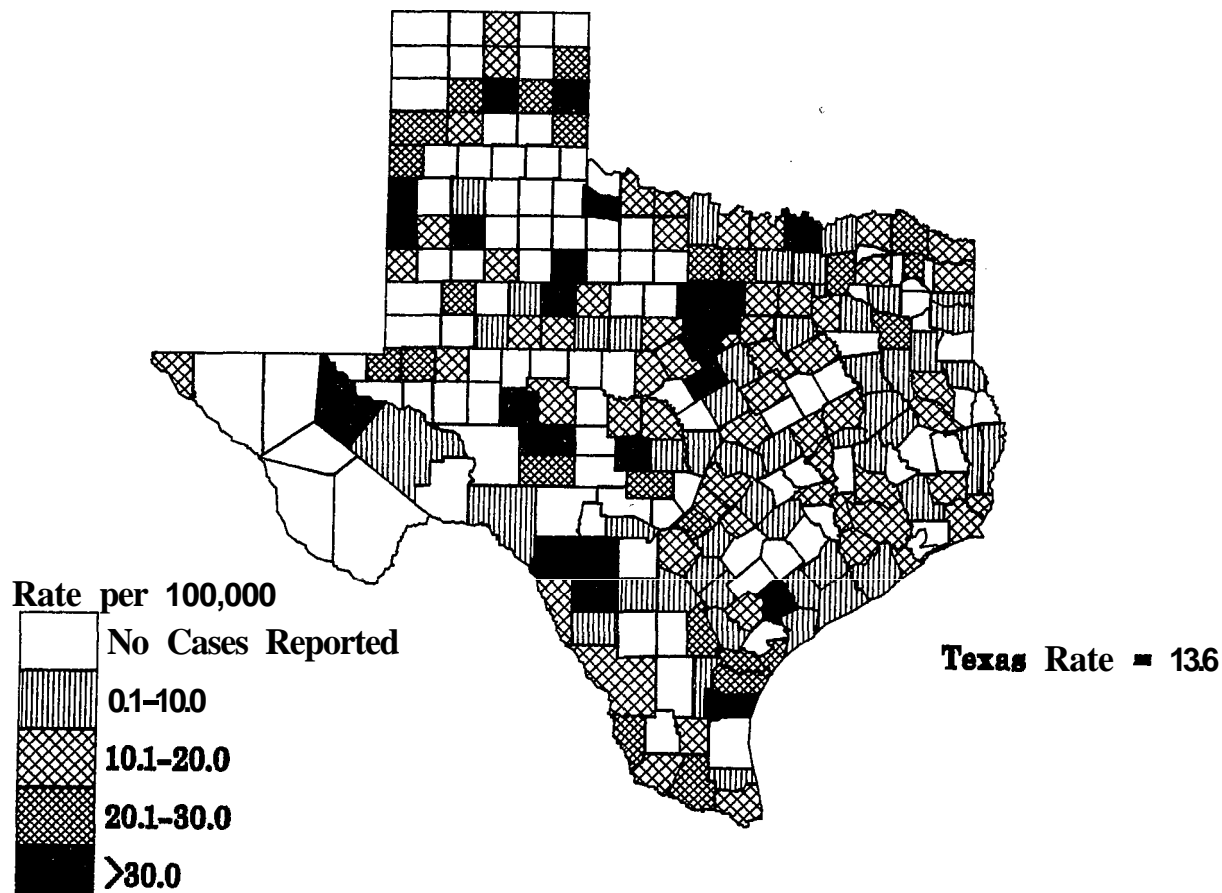 Rate per 100,000
No Cases Reported
0.1-10.0
10.1-20.0
20.1-30.0
>30.0
Texas Rate = 13.6